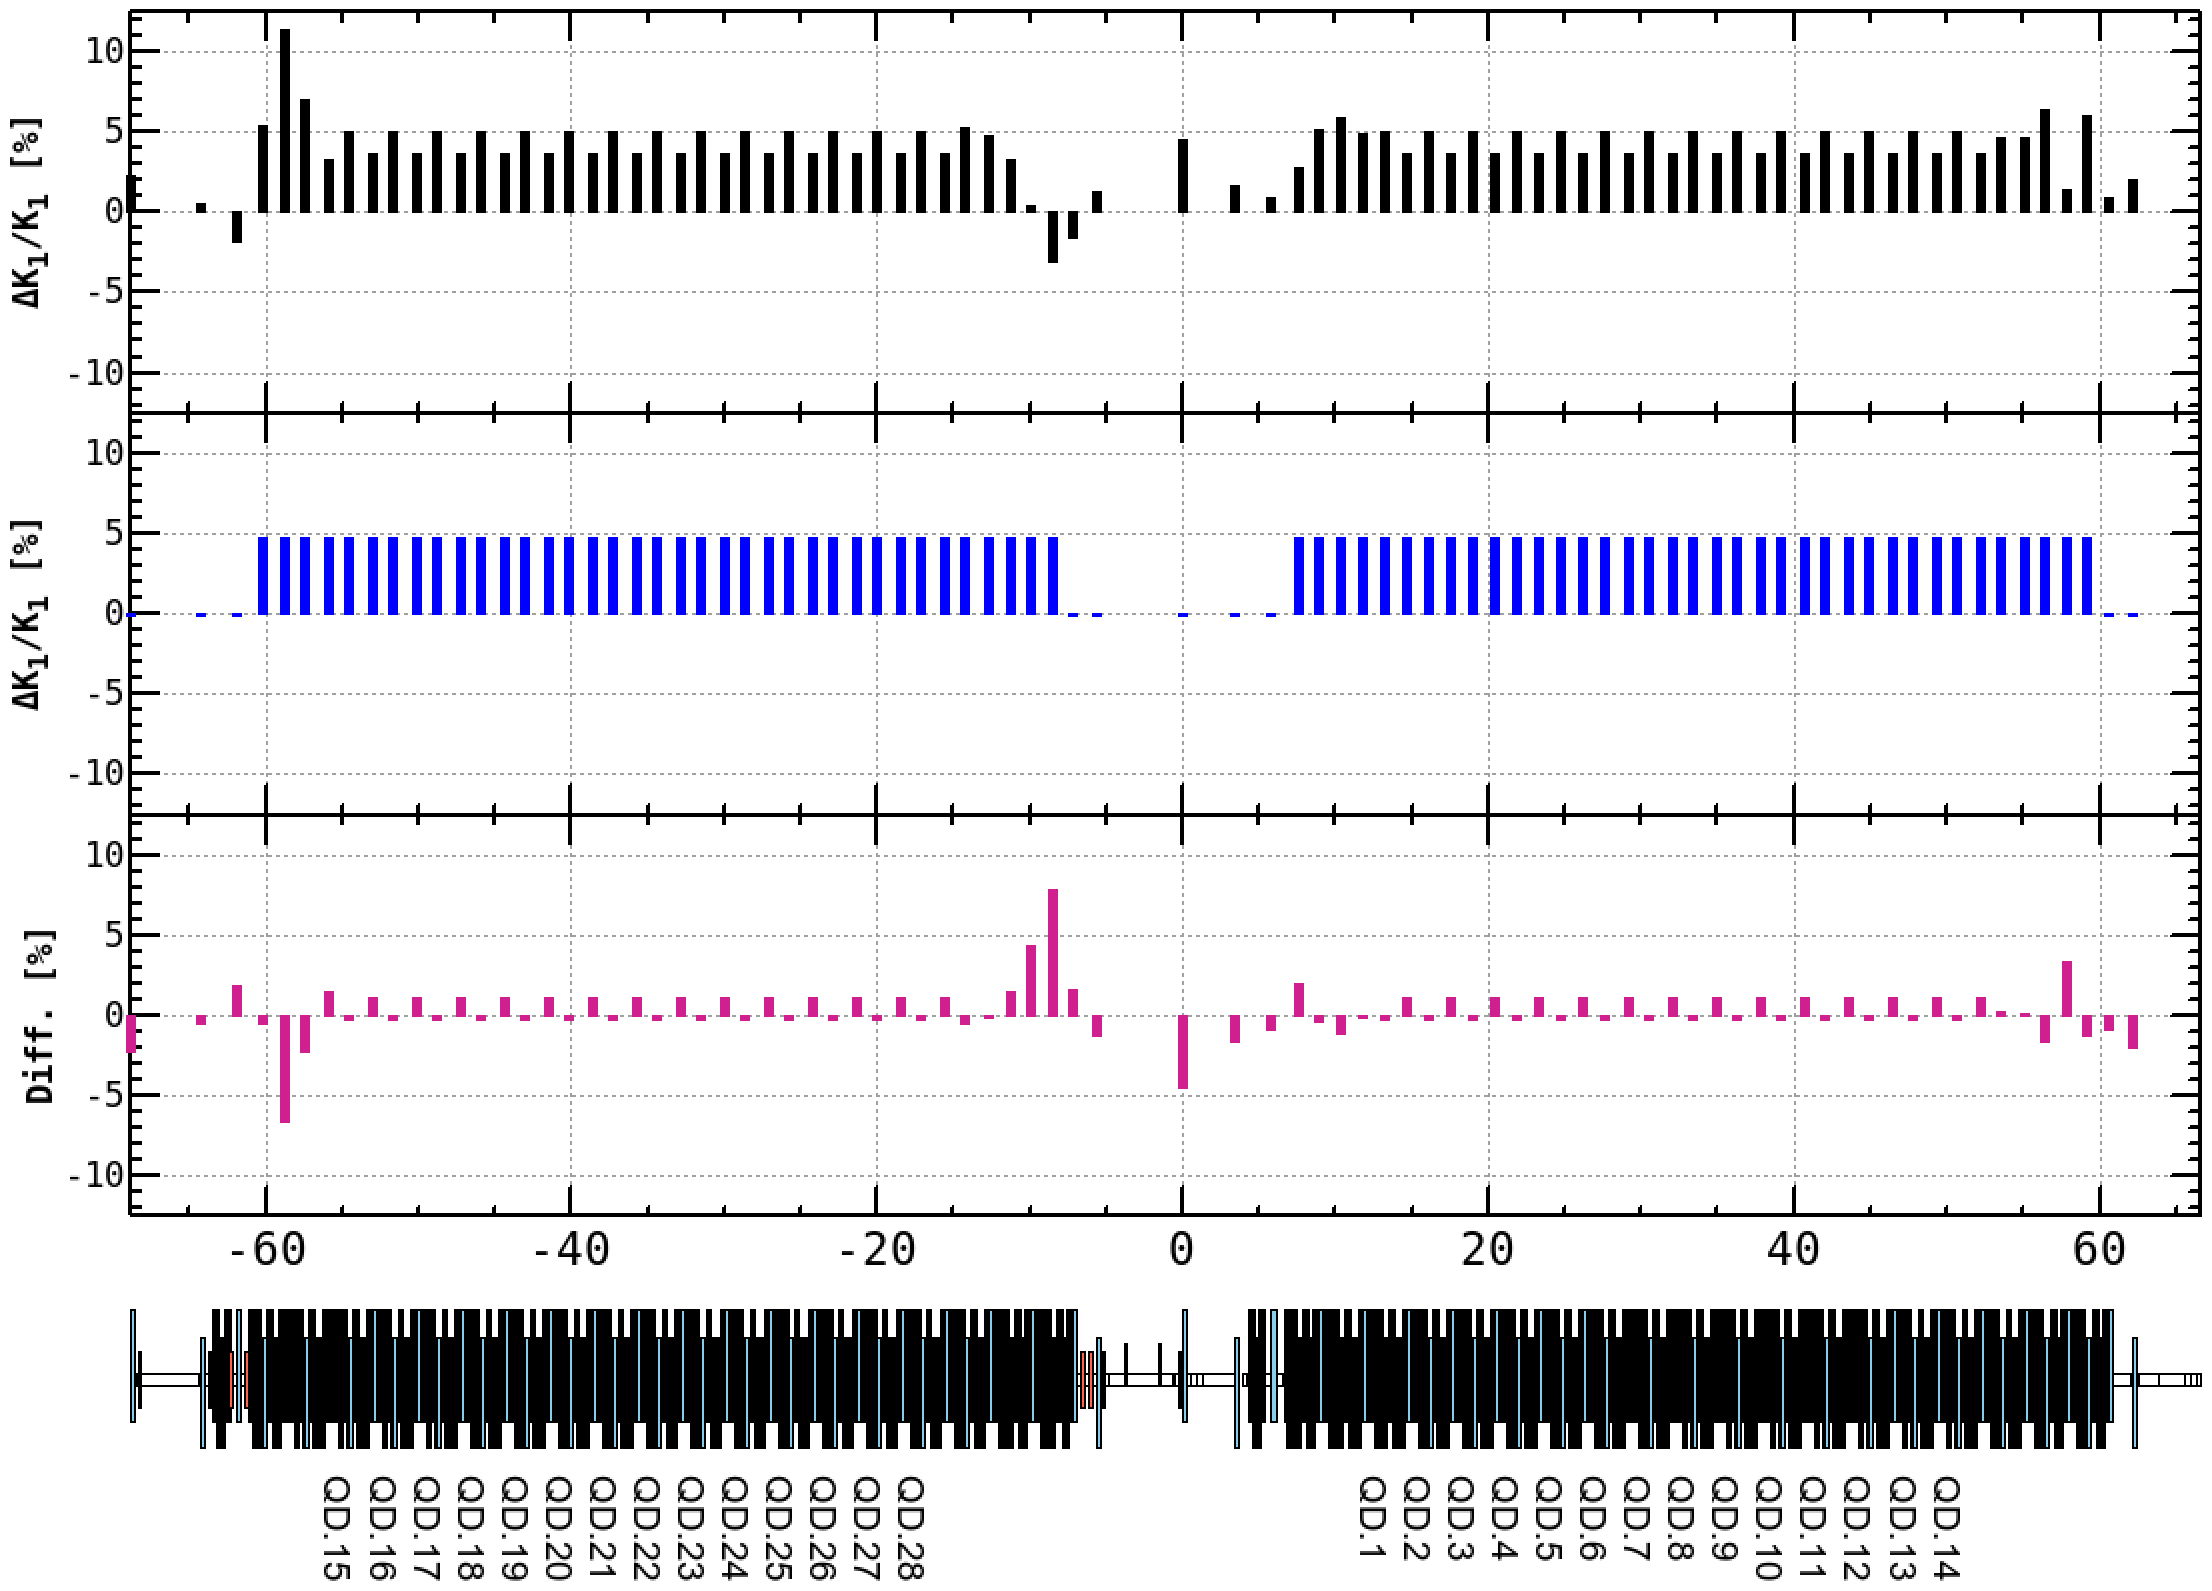 ΔK1/K1 [%]
10
5
0
-5
-10
ΔK1/K1 [%]
10
5
0
-5
-10
Diff. [%]
10
5
0
-5
-10
-60 -40 -20 0 20 40 60
QD.15
QD.16
QD.17
QD.18
QD.19
QD.20
QD.21
QD.22
QD.23
QD.24
QD.25
QD.26
QD.27
QD.28
QD.1
QD.2
QD.3
QD.4
QD.5
QD.6
QD.7
QD.8
QD.9
QD.10
QD.11
QD.12
QD.13
QD.14